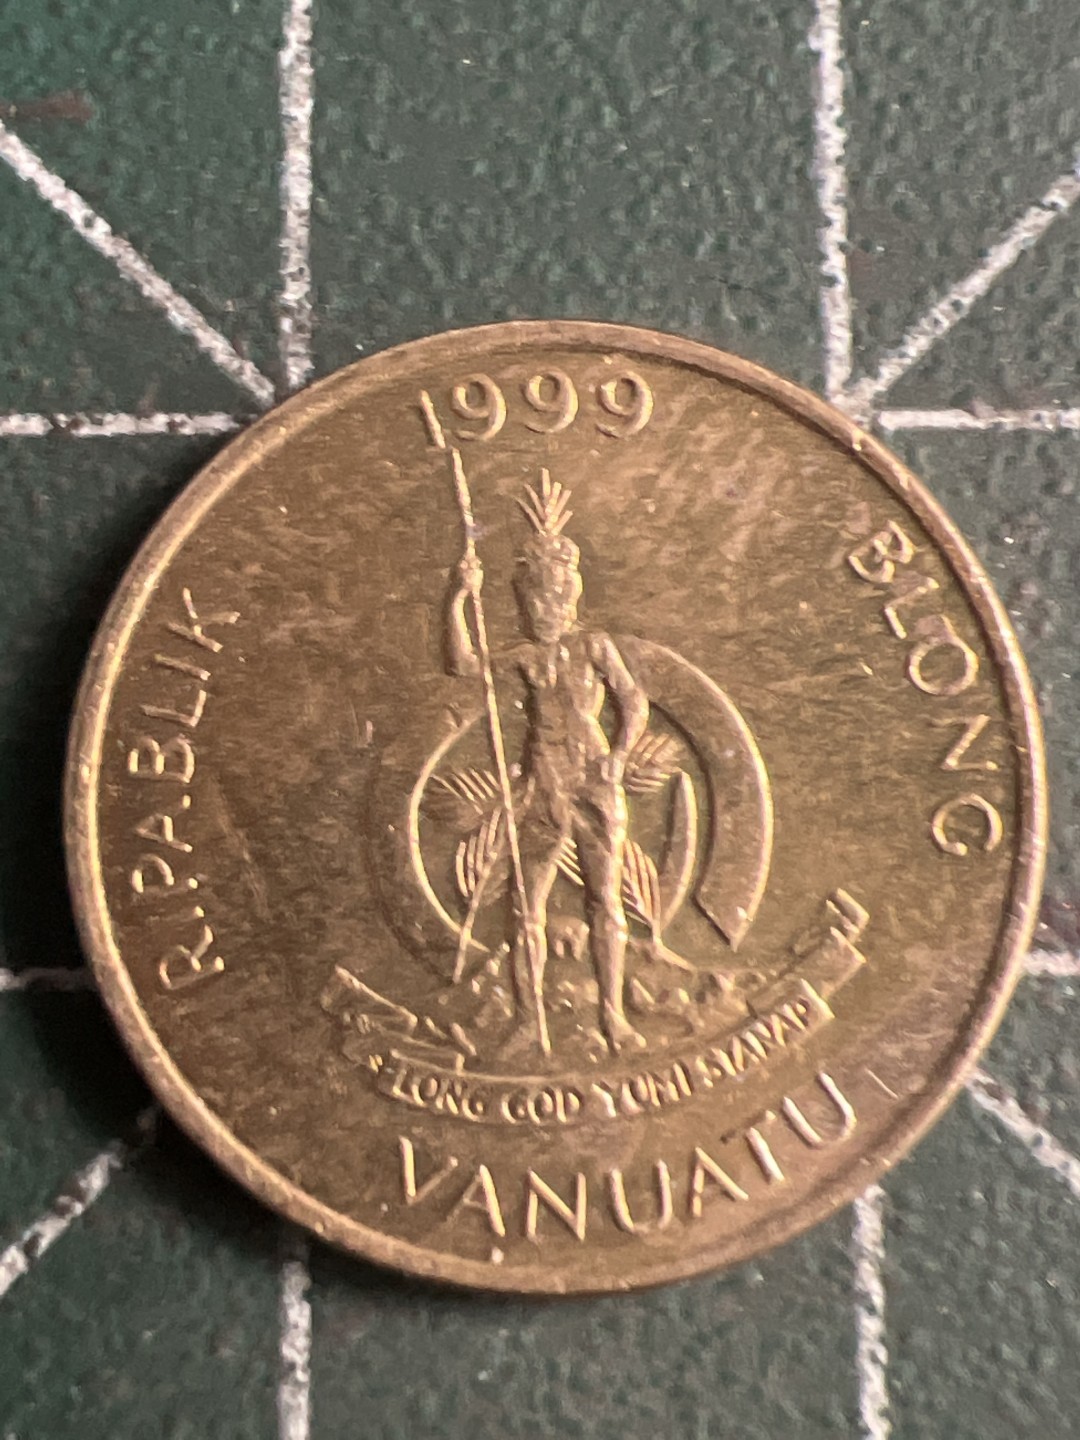 1999
RIPABLIK
BLONG
VANUATU
LONG GOD YUMI STANAP